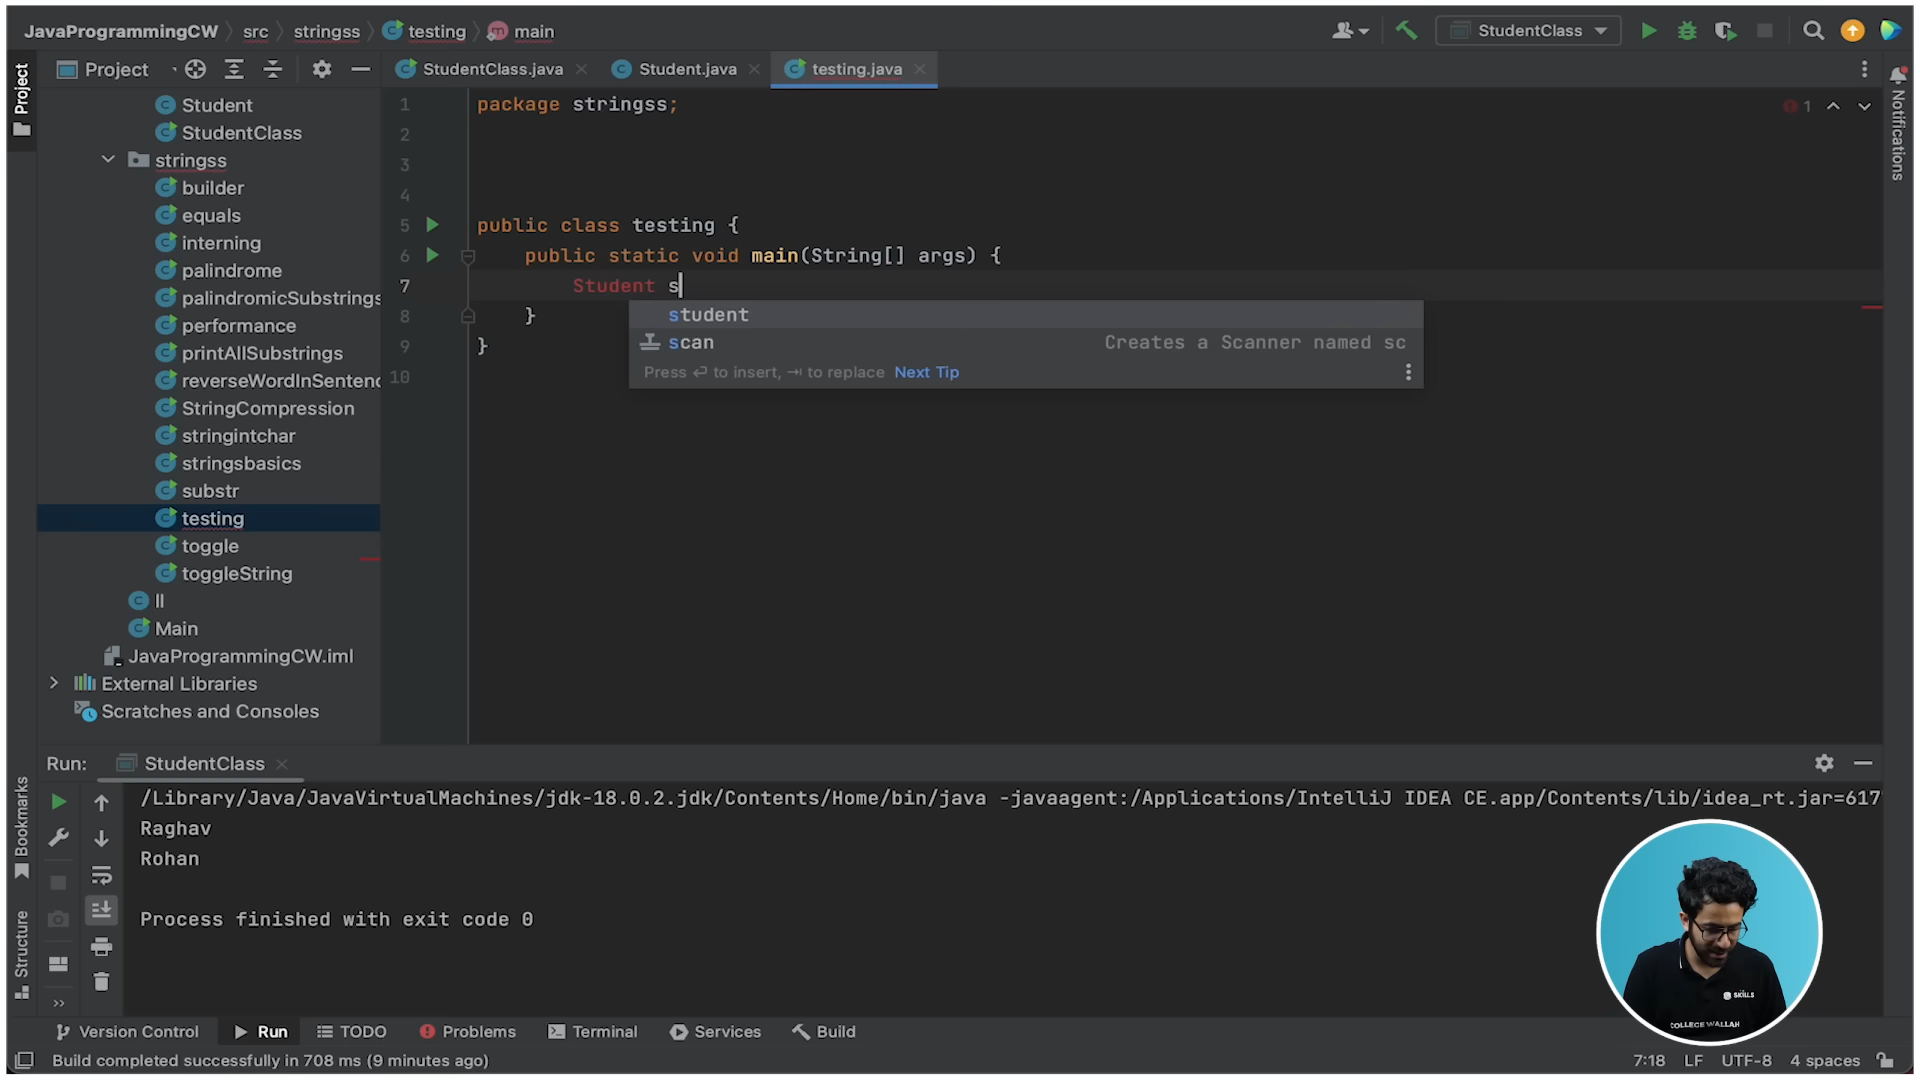 JavaProgrammingCW
src
stringss
testing
main
StudentClass
Project
StudentClass.java
Student.java
testing.java
Project
Notifications
Student
StudentClass
stringss
builder
equals
interning
palindrome
palindromicSubstrings
performance
printAllSubstrings
reverseWordInSentenc
StringCompression
stringintchar
stringsbasics
substr
testing
toggle
toggleString
II
Main
JavaProgrammingCW.iml
External Libraries
Scratches and Consoles
1 package stringss;
2
3
4
5 public class testing {
6 public static void main(String[] args) {
7 Student s
8 }
9 }
10
1
student
scan Creates a Scanner named sc
Press ⏎ to insert, ⇥ to replace Next Tip
Run: StudentClass
/Library/Java/JavaVirtualMachines/jdk-18.0.2.jdk/Contents/Home/bin/java -javaagent:/Applications/IntelliJ IDEA CE.app/Contents/lib/idea_rt.jar=617
Raghav
Rohan
Process finished with exit code 0
Bookmarks
Structure
SKILLS
COLLEGE WALLAH
Version Control
Run
TODO
Problems
Terminal
Services
Build
Build completed successfully in 708 ms (9 minutes ago)
7:18 LF UTF-8 4 spaces